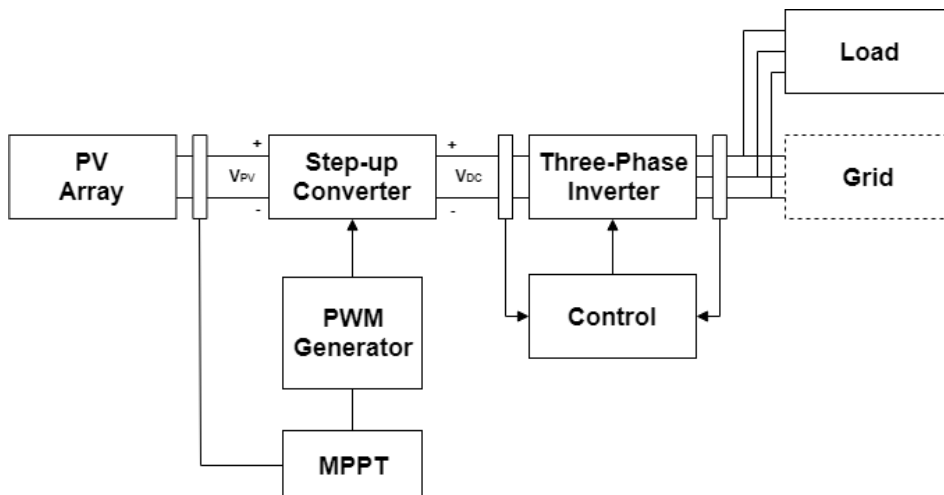 Load
PV
Array
+
VPV
-
Step-up
Converter
+
VDC
-
Three-Phase
Inverter
Grid
PWM
Generator
Control
MPPT